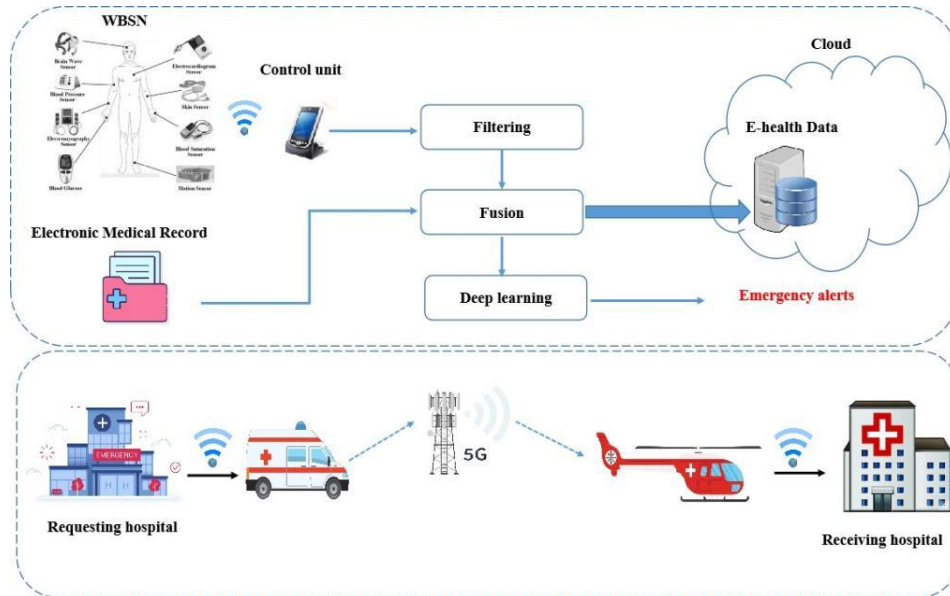 WBSN
Brain Wave
Sensor
Electrocardiogram
Sensor
Blood Pressure
Sensor
Skin Sensor
Electromyography
Sensor
Blood Saturation
Sensor
Blood Glucose
Motion Sensor
Control unit
Filtering
Cloud
E-health Data
Electronic Medical Record
Fusion
Deep learning
Emergency alerts
EMERGENCY
H H
5G
Requesting hospital
Receiving hospital